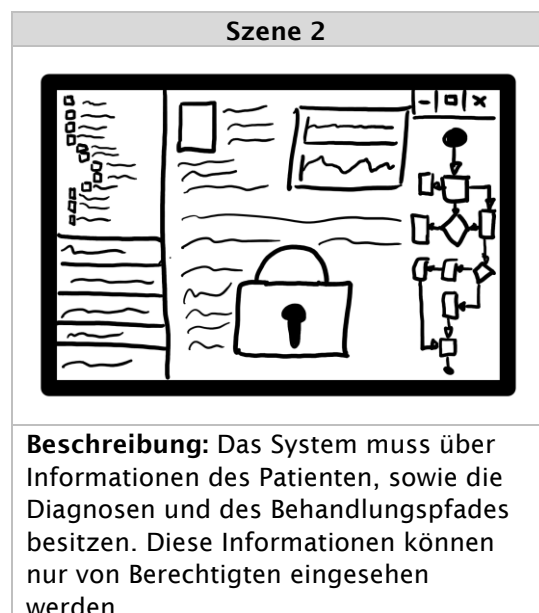 Szene 2
Beschreibung: Das System muss über
Informationen des Patienten, sowie die
Diagnosen und des Behandlungspfades
besitzen. Diese Informationen können
nur von Berechtigten eingesehen
werden